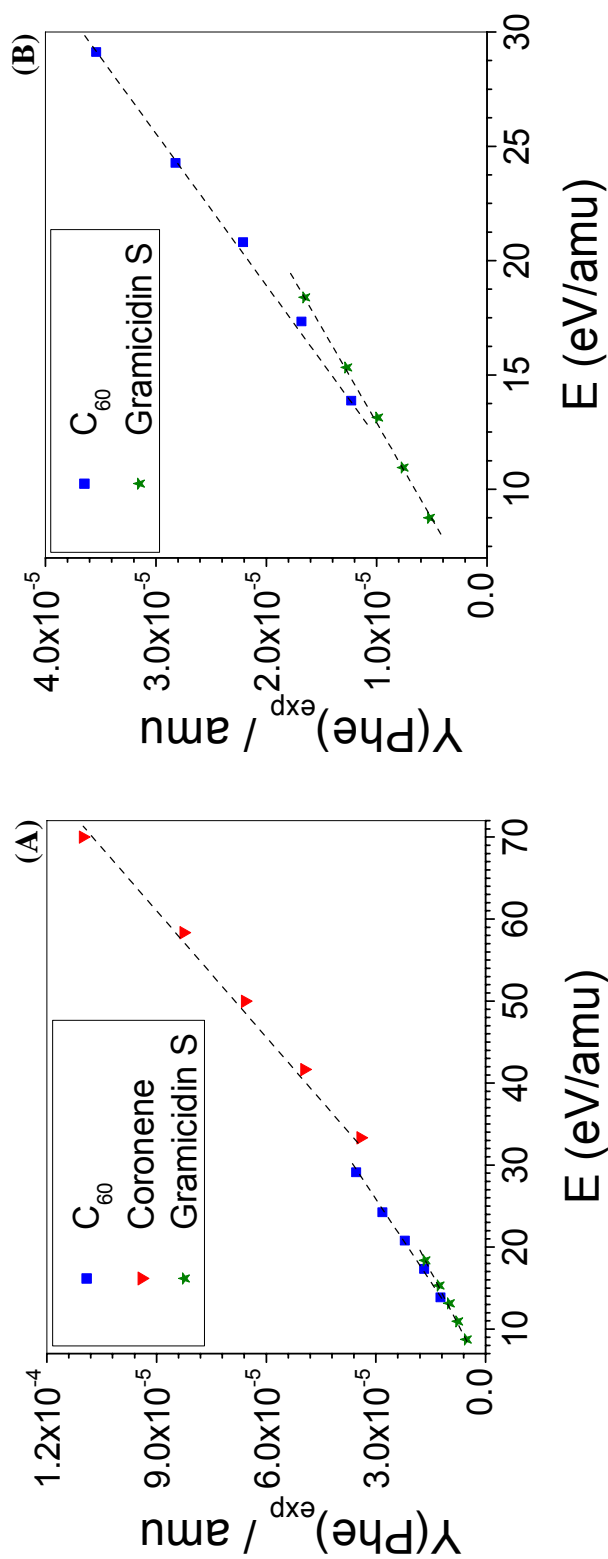 (A)
C₆₀
Coronene
Gramicidin S
1.2x10⁻⁴
9.0x10⁻⁵
6.0x10⁻⁵
3.0x10⁻⁵
0.0
Y(Phe)ₑₓₚ / amu
10 20 30 40 50 60 70
E (eV/amu)
(B)
C₆₀
Gramicidin S
4.0x10⁻⁵
3.0x10⁻⁵
2.0x10⁻⁵
1.0x10⁻⁵
0.0
Y(Phe)ₑₓₚ / amu
10 15 20 25 30
E (eV/amu)